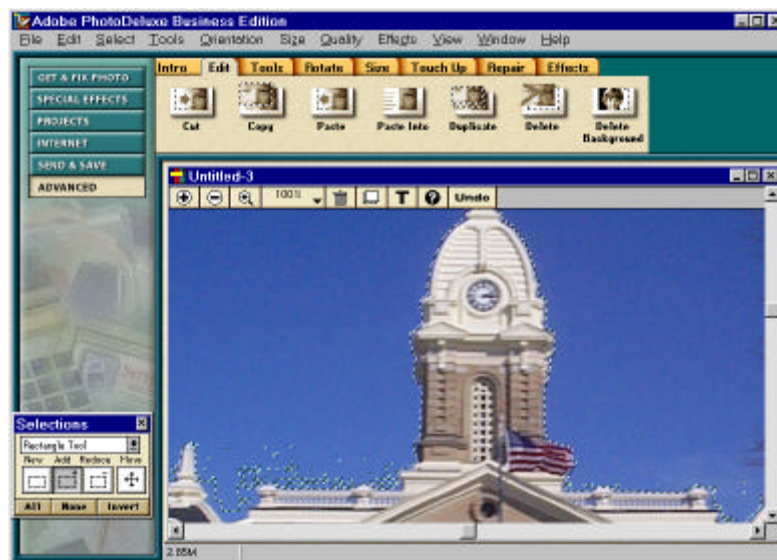 Adobe PhotoDeluxe Business Edition
File Edit Select Tools Orientation Size Quality Effects View Window Help
GET & FIX PHOTO
SPECIAL EFFECTS
PROJECTS
INTERNET
SEND & SAVE
ADVANCED
Intro Edit Tools Rotate Size Touch Up Repair Effects
Cut Copy Paste Paste Into Duplicate Delete Delete Background
Untitled-3
100% T ? Undo
Selections
Rectangle Tool
New Add Reduce Move
All None Invert
2.85M